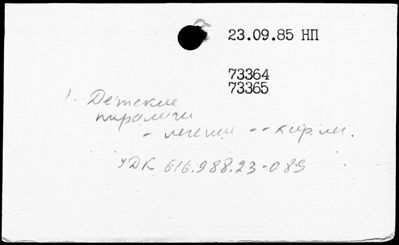 23.09.85 НП
73364
73365
1. Детские
параличи
- лечение -- хирург.
УДК 616.988.23-089